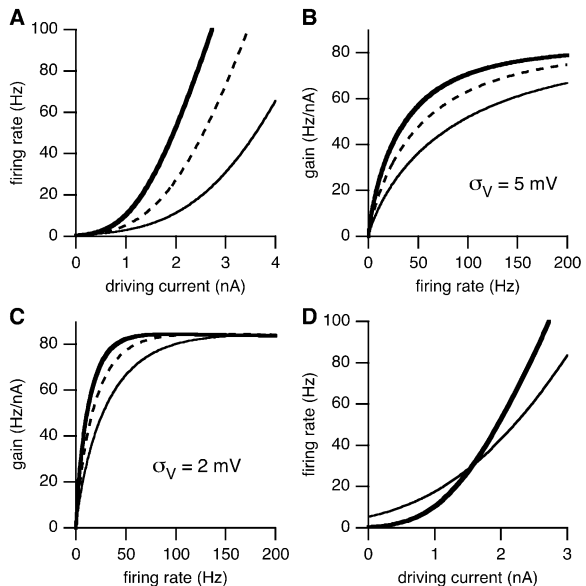 A
100
80
60
40
20
0
firing rate (Hz)
0 1 2 3 4
driving current (nA)
B
80
60
40
20
0
gain (Hz/nA)
σV = 5 mV
0 50 100 150 200
firing rate (Hz)
C
80
60
40
20
0
gain (Hz/nA)
σV = 2 mV
0 50 100 150 200
firing rate (Hz)
D
100
80
60
40
20
0
firing rate (Hz)
0 1 2 3
driving current (nA)